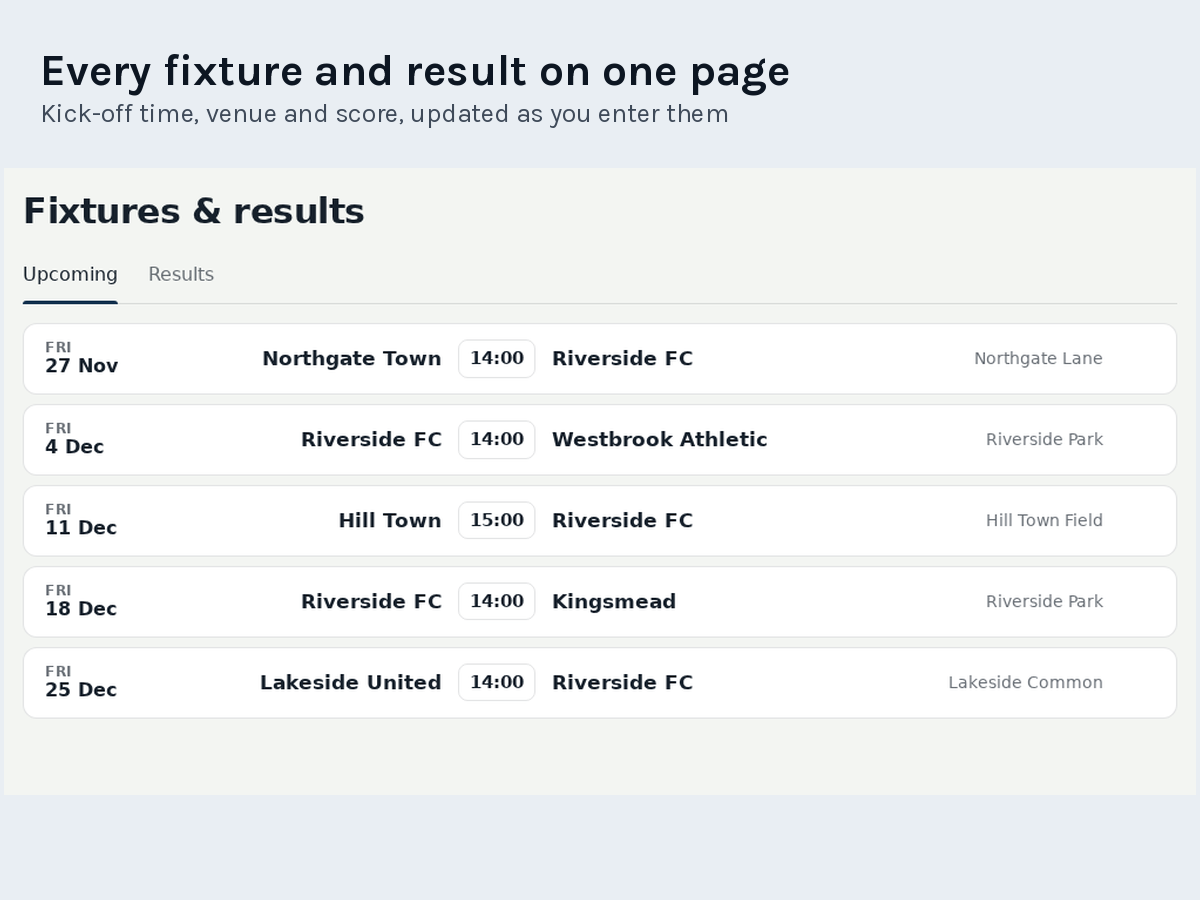 Every fixture and result on one page
Kick-off time, venue and score, updated as you enter them
Fixtures & results
Upcoming Results
FRI
27 Nov Northgate Town 14:00 Riverside FC Northgate Lane
FRI
4 Dec Riverside FC 14:00 Westbrook Athletic Riverside Park
FRI
11 Dec Hill Town 15:00 Riverside FC Hill Town Field
FRI
18 Dec Riverside FC 14:00 Kingsmead Riverside Park
FRI
25 Dec Lakeside United 14:00 Riverside FC Lakeside Common